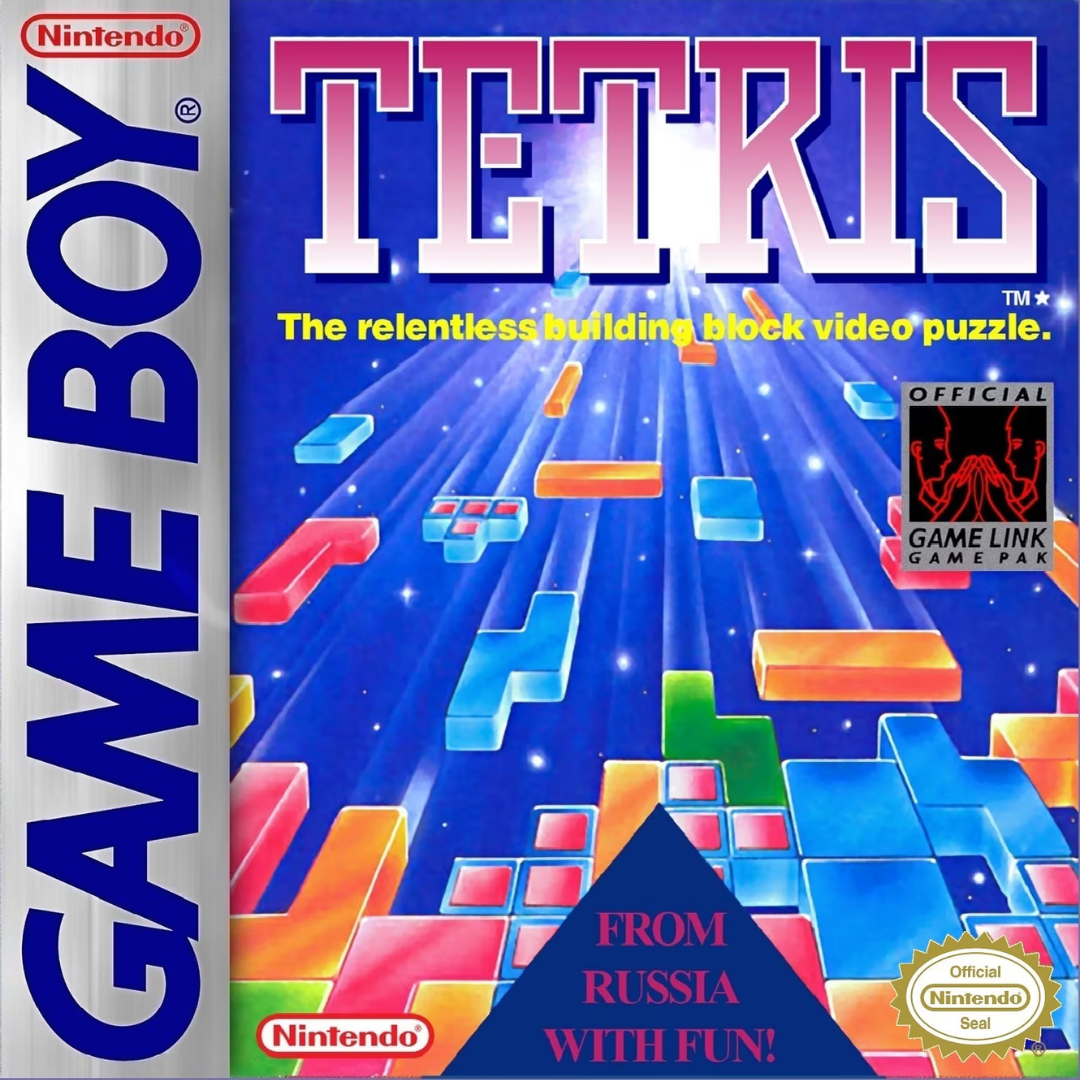 Nintendo®
GAME BOY®
TETRIS
TM
The relentless building block video puzzle.
OFFICIAL
GAME LINK
GAME PAK
FROM
RUSSIA
WITH FUN!
Nintendo®
Official
Nintendo®
Seal
®